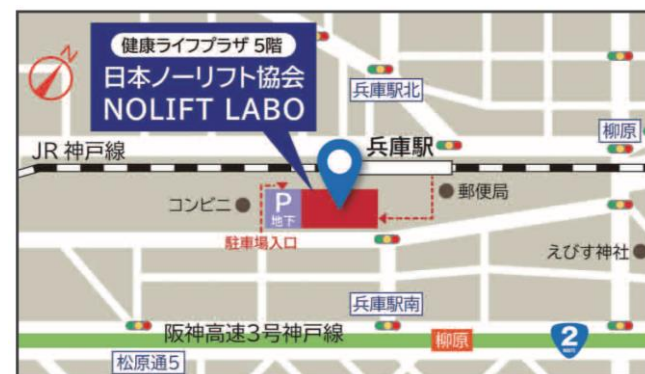 N
健康ライフプラザ 5階
日本ノーリフト協会
NOLIFT LABO
兵庫駅北
柳原
JR 神戸線
兵庫駅
コンビニ
P
地下
郵便局
駐車場入口
えびす神社
兵庫駅南
阪神高速3号神戸線
柳原
2
松原通5